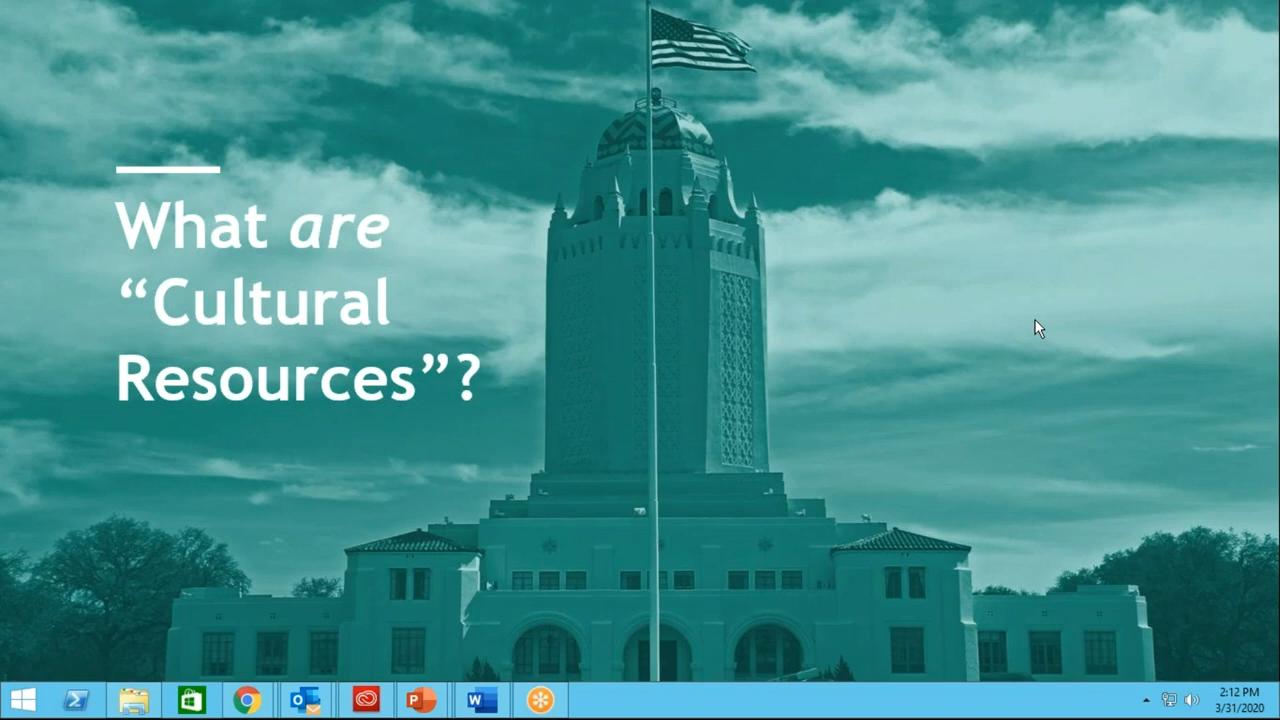 What are
“Cultural
Resources”?
2:12 PM
3/31/2020